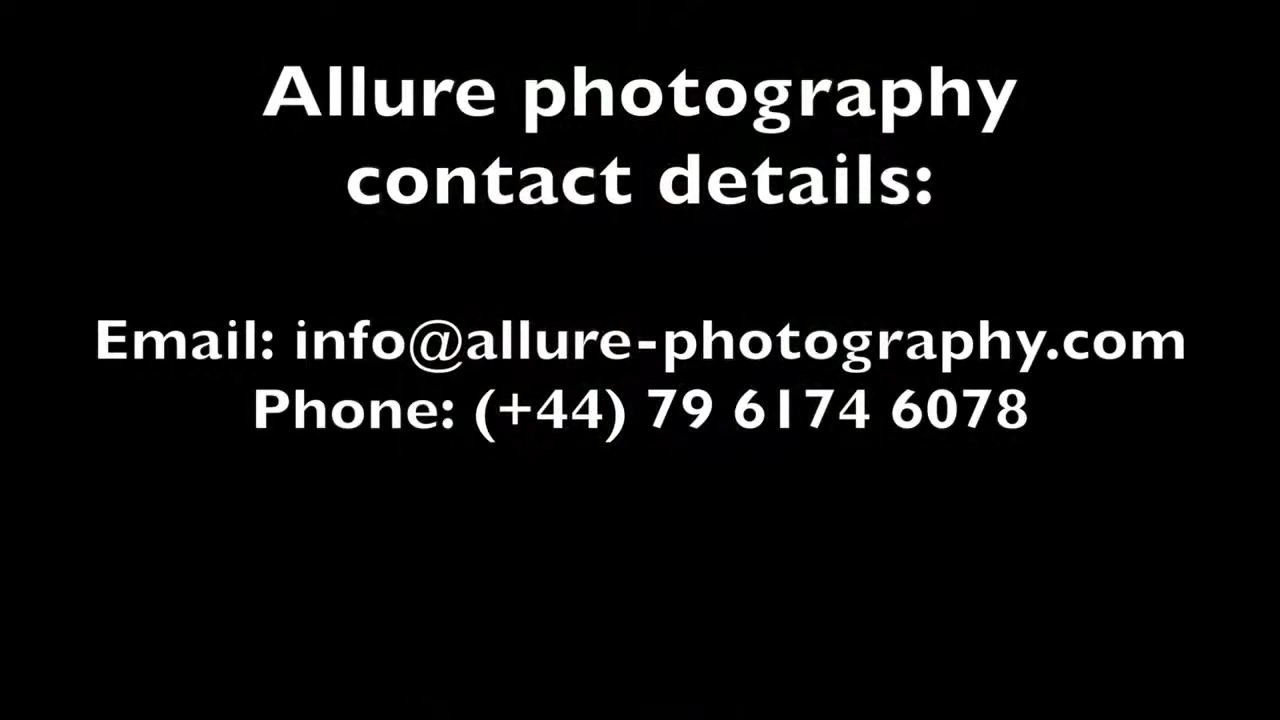 Allure photography
contact details:
Email: info@allure-photography.com
Phone: (+44) 79 6174 6078